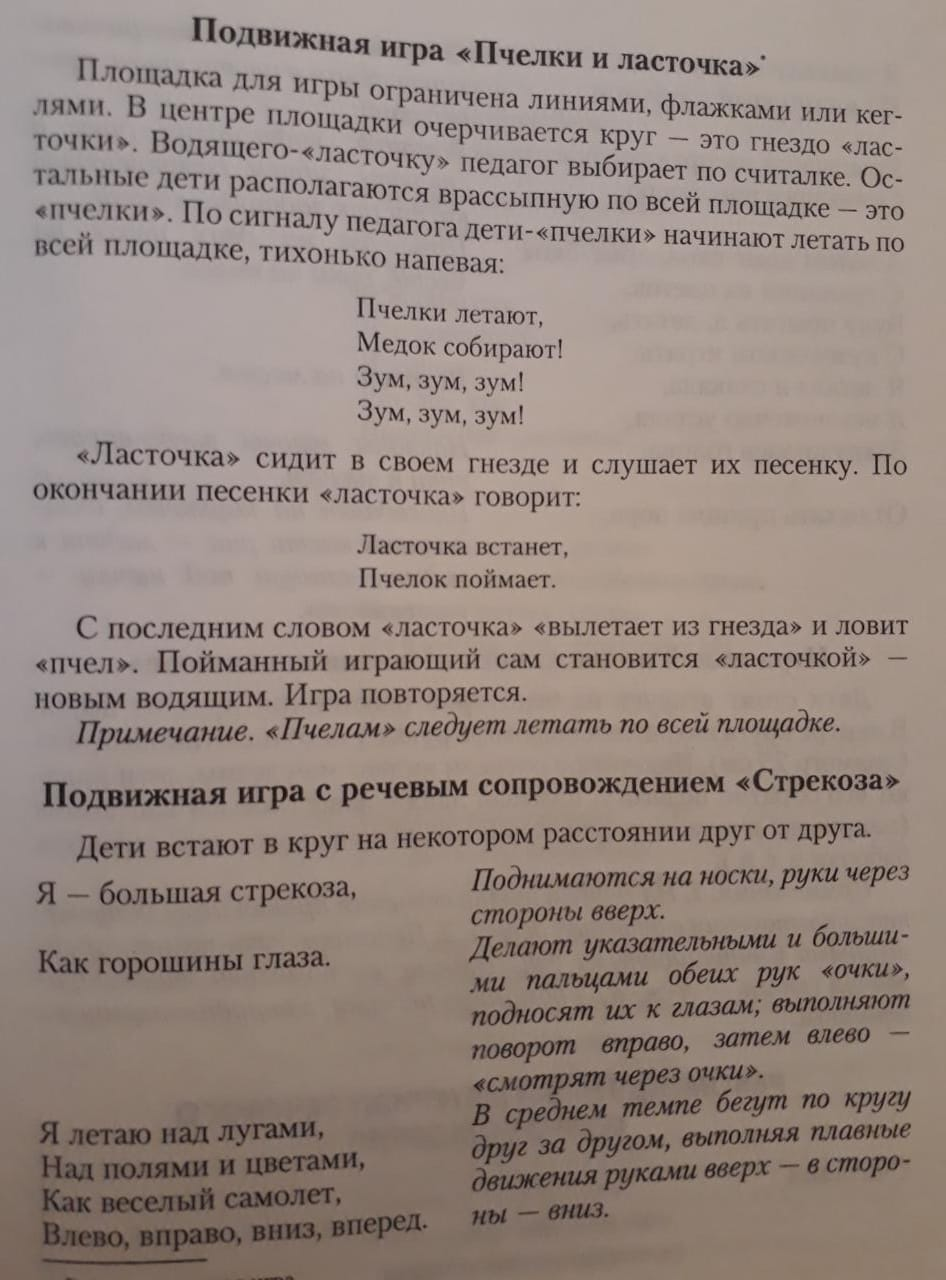 Подвижная игра «Пчелки и ласточка»*
Площадка для игры ограничена линиями, флажками или кег-
лями. В центре площадки очерчивается круг — это гнездо «лас-
точки». Водящего-«ласточку» педагог выбирает по считалке. Ос-
тальные дети располагаются врассыпную по всей площадке — это
«пчелки». По сигналу педагога дети-«пчелки» начинают летать по
всей площадке, тихонько напевая:
Пчелки летают,
Медок собирают!
Зум, зум, зум!
Зум, зум, зум!
«Ласточка» сидит в своем гнезде и слушает их песенку. По
окончании песенки «ласточка» говорит:
Ласточка встанет,
Пчелок поймает.
С последним словом «ласточка» «вылетает из гнезда» и ловит
«пчел». Пойманный играющий сам становится «ласточкой» —
новым водящим. Игра повторяется.
Примечание. «Пчелам» следует летать по всей площадке.
Подвижная игра с речевым сопровождением «Стрекоза»
Дети встают в круг на некотором расстоянии друг от друга.
Я — большая стрекоза,
Поднимаются на носки, руки через
стороны вверх.
Как горошины глаза.
Делают указательными и больши-
ми пальцами обеих рук «очки»,
подносят их к глазам; выполняют
поворот вправо, затем влево —
«смотрят через очки».
Я летаю над лугами,
Над полями и цветами,
Как веселый самолет,
Влево, вправо, вниз, вперед.
В среднем темпе бегут по кругу
друг за другом, выполняя плавные
движения руками вверх — в сторо-
ны — вниз.